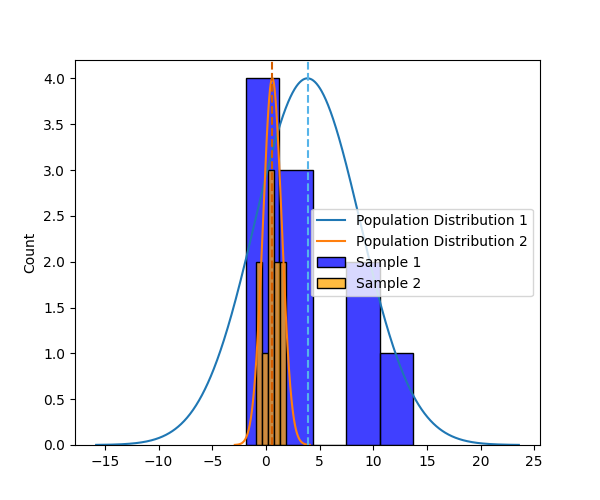 4.0
3.5
3.0
2.5
2.0
1.5
1.0
0.5
0.0
Count
Population Distribution 1
Population Distribution 2
Sample 1
Sample 2
−15 −10 −5 0 5 10 15 20 25